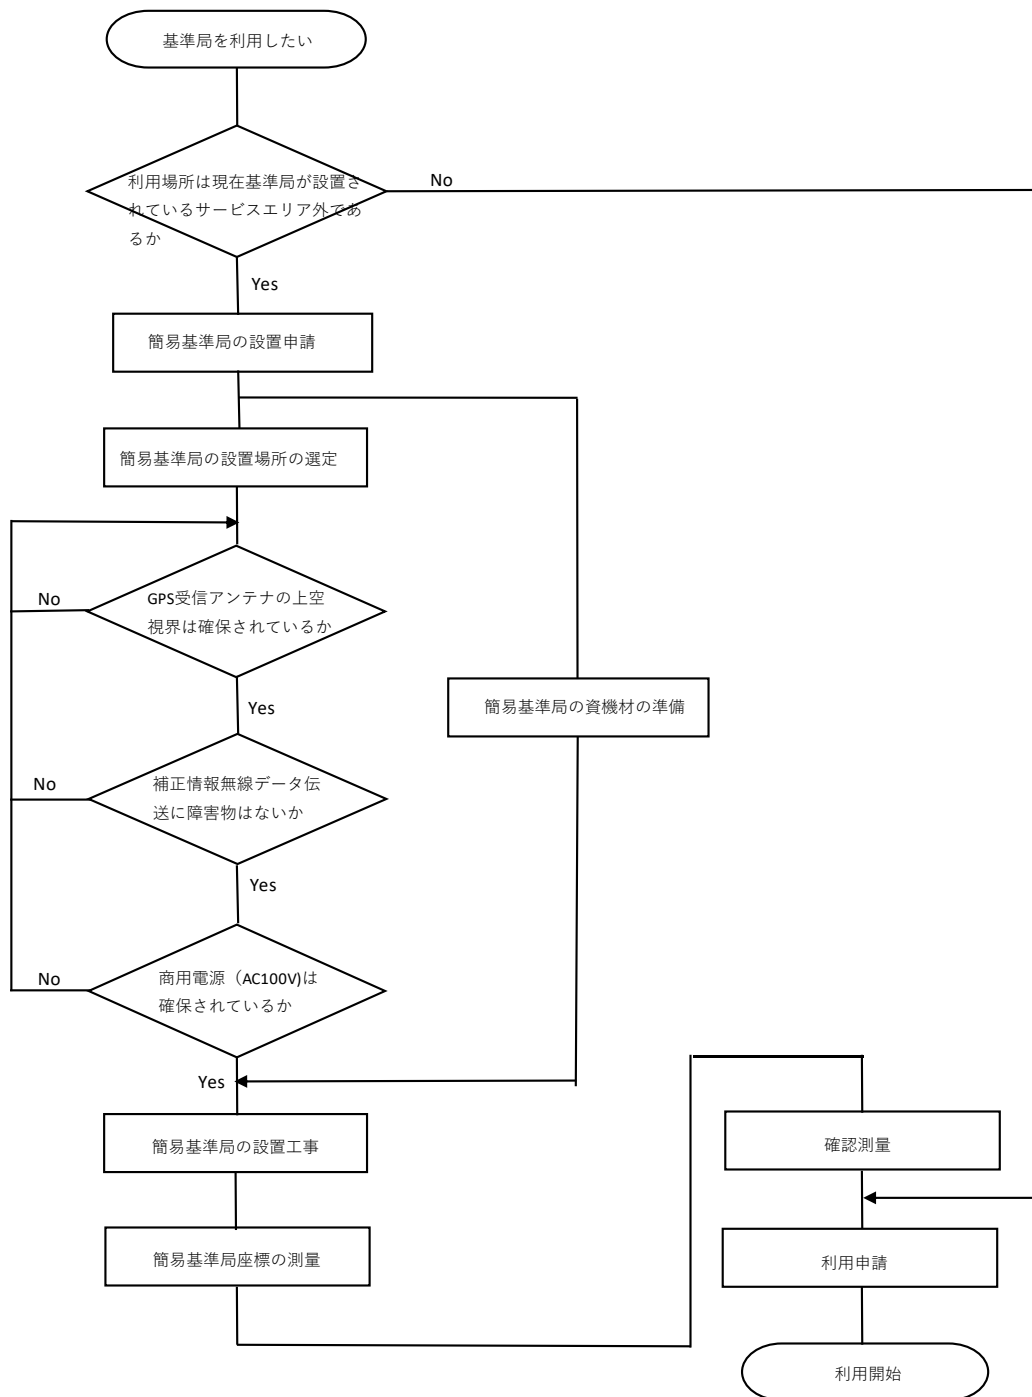 基準局を利用したい
利用場所は現在基準局が設置さ
れているサービスエリア外であ
るか
No
Yes
簡易基準局の設置申請
簡易基準局の設置場所の選定
GPS受信アンテナの上空
視界は確保されているか
No
Yes
簡易基準局の資機材の準備
補正情報無線データ伝
送に障害物はないか
No
Yes
商用電源（AC100V)は
確保されているか
No
Yes
簡易基準局の設置工事
簡易基準局座標の測量
確認測量
利用申請
利用開始